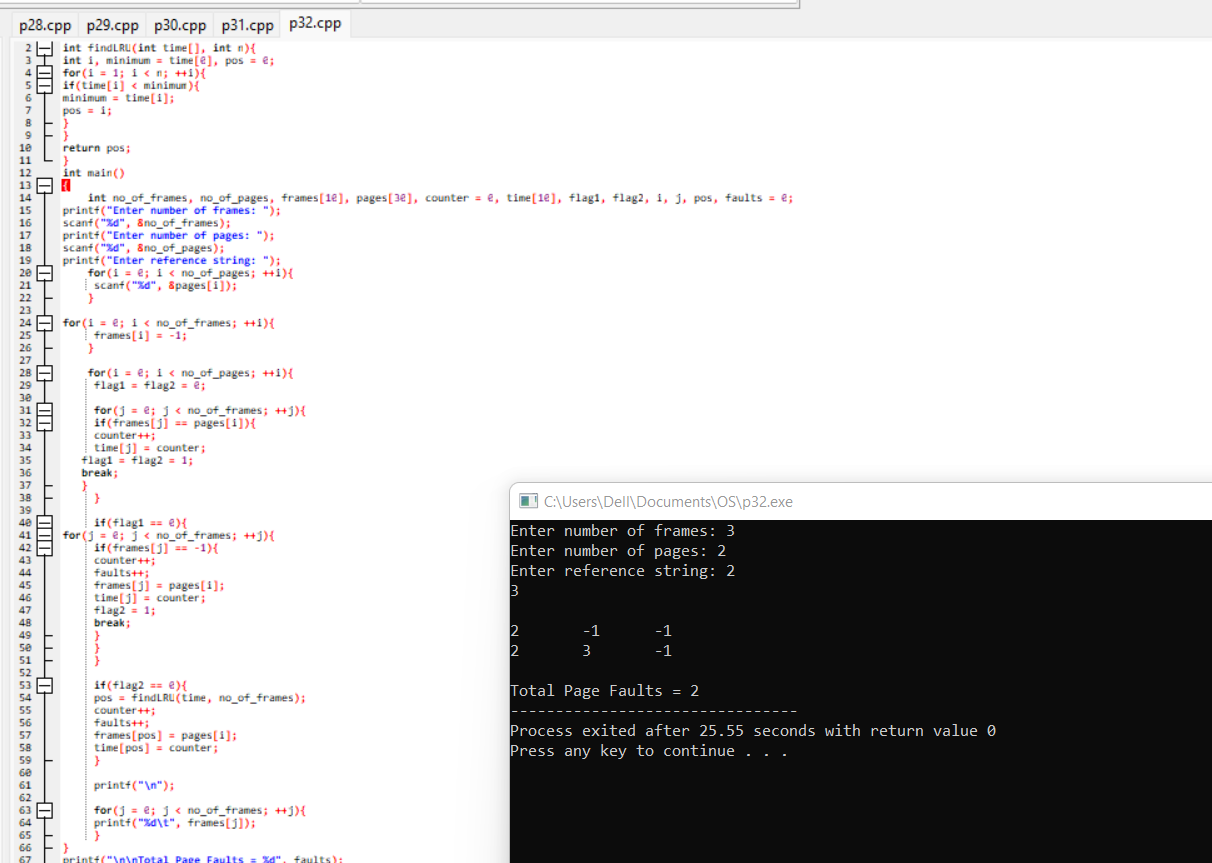 p28.cpp p29.cpp p30.cpp p31.cpp p32.cpp
2 int findLRU(int time[], int n){
3 int i, minimum = time[0], pos = 0;
4 for(i = 1; i < n; ++i){
5 if(time[i] < minimum){
6 minimum = time[i];
7 pos = i;
8 }
9 }
10 return pos;
11 }
12 int main()
13 {
14 int no_of_frames, no_of_pages, frames[10], pages[30], counter = 0, time[10], flag1, flag2, i, j, pos, faults = 0;
15 printf("Enter number of frames: ");
16 scanf("%d", &no_of_frames);
17 printf("Enter number of pages: ");
18 scanf("%d", &no_of_pages);
19 printf("Enter reference string: ");
20 for(i = 0; i < no_of_pages; ++i){
21 scanf("%d", &pages[i]);
22 }
23
24 for(i = 0; i < no_of_frames; ++i){
25 frames[i] = -1;
26 }
27
28 for(i = 0; i < no_of_pages; ++i){
29 flag1 = flag2 = 0;
30
31 for(j = 0; j < no_of_frames; ++j){
32 if(frames[j] == pages[i]){
33 counter++;
34 time[j] = counter;
35 flag1 = flag2 = 1;
36 break;
37 }
38 }
39
40 if(flag1 == 0){
41 for(j = 0; j < no_of_frames; ++j){
42 if(frames[j] == -1){
43 counter++;
44 faults++;
45 frames[j] = pages[i];
46 time[j] = counter;
47 flag2 = 1;
48 break;
49 }
50 }
51 }
52
53 if(flag2 == 0){
54 pos = findLRU(time, no_of_frames);
55 counter++;
56 faults++;
57 frames[pos] = pages[i];
58 time[pos] = counter;
59 }
60
61 printf("\n");
62
63 for(j = 0; j < no_of_frames; ++j){
64 printf("%d\t", frames[j]);
65 }
66 }
67 printf("\n\nTotal Page Faults = %d", faults);
C:\Users\Dell\Documents\OS\p32.exe
Enter number of frames: 3
Enter number of pages: 2
Enter reference string: 2
3
2 -1 -1
2 3 -1
Total Page Faults = 2
--------------------------------
Process exited after 25.55 seconds with return value 0
Press any key to continue . . .